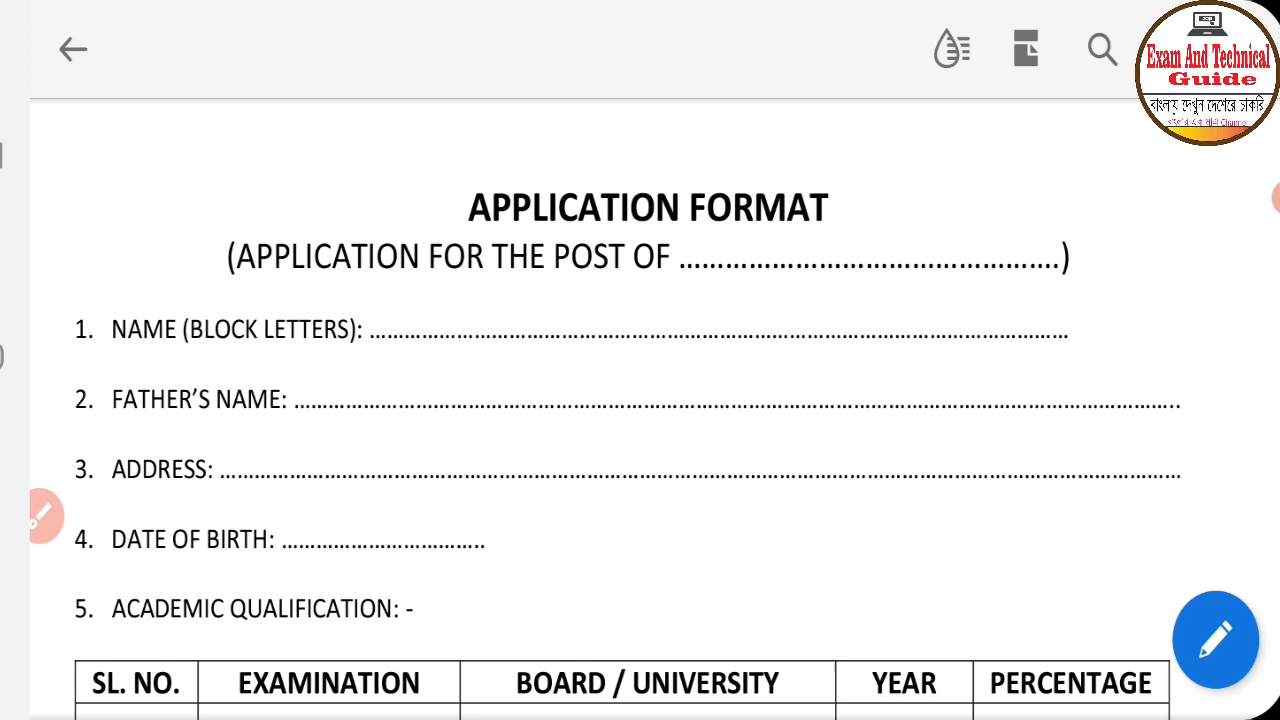 Exam And Technical
Guide
বাংলায় দেখুন দেশের চাকরি
APPLICATION FORMAT
(APPLICATION FOR THE POST OF ………………………………………….)
1. NAME (BLOCK LETTERS): ……………………………………………………………………………………………
2. FATHER’S NAME: ………………………………………………………………………………………………………………..
3. ADDRESS: ……………………………………………………………………………………………………………………………
4. DATE OF BIRTH: ……………………………..
5. ACADEMIC QUALIFICATION: -
SL. NO. EXAMINATION BOARD / UNIVERSITY YEAR PERCENTAGE